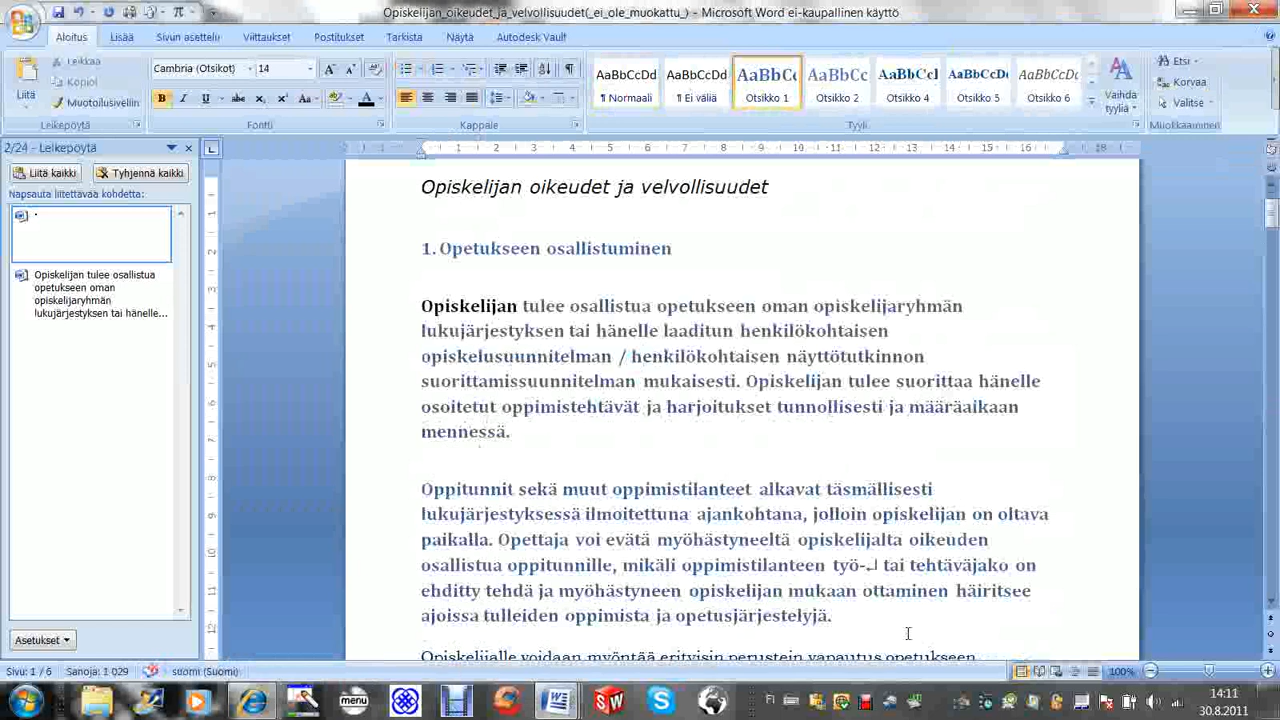 Opiskelijan_oikeudet_ja_velvollisuudet(_ei_ole_muokattu_) - Microsoft Word ei-kaupallinen käyttö
Aloitus Lisää Sivun asettelu Viittaukset Postitukset Tarkista Näytä Autodesk Vault
Liitä
Leikkaa
Kopioi
Muotoilusivellin
Leikepöytä
Cambria (Otsikot) 14
Fontti
Kappale
AaBbCcDd AaBbCcDd AaBbCc AaBbCc AaBbCcI AaBbCcDc AaBbCcDc
¶ Normaali ¶ Ei väliä Otsikko 1 Otsikko 2 Otsikko 4 Otsikko 5 Otsikko 6
Vaihda
tyyliä
Tyyli
Etsi
Korvaa
Valitse
Muokkaaminen
2/24 - Leikepöytä
Liitä kaikki Tyhjennä kaikki
Napsauta liitettävää kohdetta:
Opiskelijan tulee osallistua
opetukseen oman
opiskelijaryhmän
lukujärjestyksen tai hänelle...
Asetukset
Opiskelijan oikeudet ja velvollisuudet
1. Opetukseen osallistuminen
Opiskelijan tulee osallistua opetukseen oman opiskelijaryhmän
lukujärjestyksen tai hänelle laaditun henkilökohtaisen
opiskelusuunnitelman / henkilökohtaisen näyttötutkinnon
suorittamissuunnitelman mukaisesti. Opiskelijan tulee suorittaa hänelle
osoitetut oppimistehtävät ja harjoitukset tunnollisesti ja määräaikaan
mennessä.
Oppitunnit sekä muut oppimistilanteet alkavat täsmällisesti
lukujärjestyksessä ilmoitettuna ajankohtana, jolloin opiskelijan on oltava
paikalla. Opettaja voi evätä myöhästyneeltä opiskelijalta oikeuden
osallistua oppitunnille, mikäli oppimistilanteen työ-↵ tai tehtäväjako on
ehditty tehdä ja myöhästyneen opiskelijan mukaan ottaminen häiritsee
ajoissa tulleiden oppimista ja opetusjärjestelyjä.
Opiskelijalle voidaan myöntää erityisin perustein vapautus opetukseen
Sivu: 1 / 6 Sanoja: 1 029 suomi (Suomi) 100%
menu
FI
14:11
30.8.2011